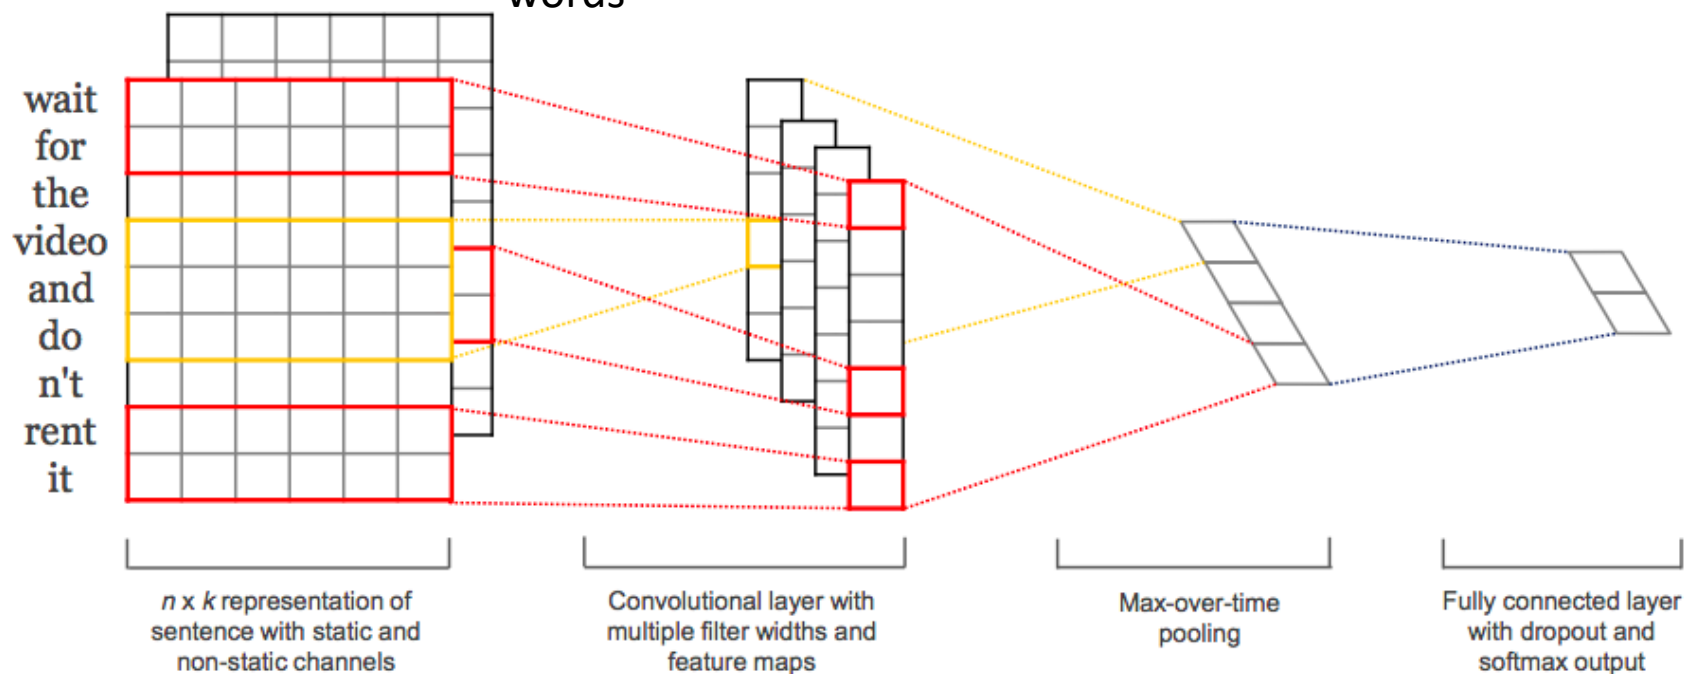 words
wait
for
the
video
and
do
n't
rent
it
n x k representation of
sentence with static and
non-static channels
Convolutional layer with
multiple filter widths and
feature maps
Max-over-time
pooling
Fully connected layer
with dropout and
softmax output